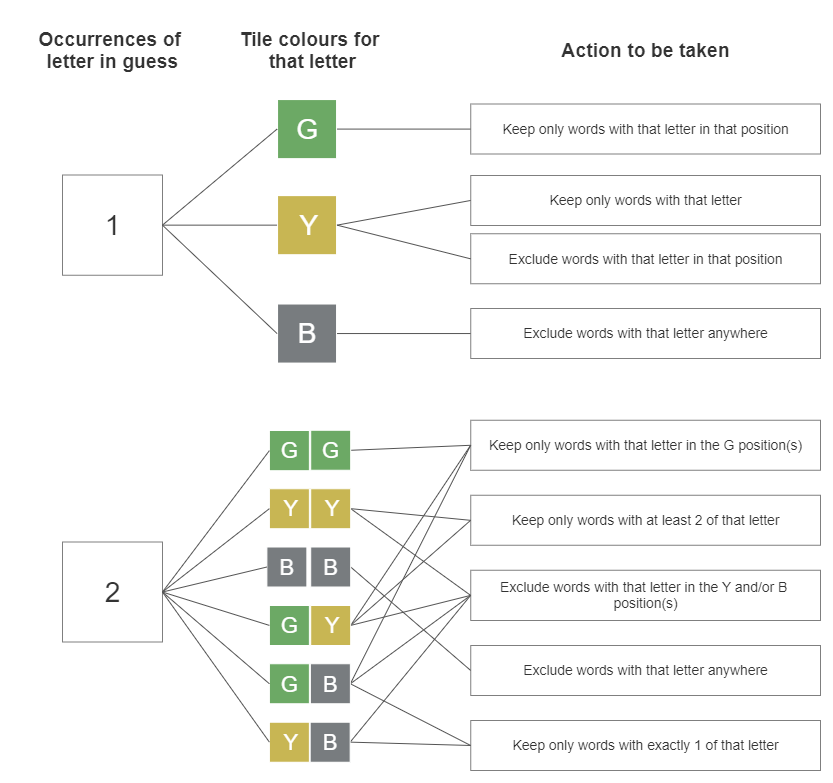 Occurrences of
letter in guess
Tile colours for
that letter
Action to be taken
1
G
Keep only words with that letter in that position
Y
Keep only words with that letter
Exclude words with that letter in that position
B
Exclude words with that letter anywhere
2
G G
Y Y
B B
G Y
G B
Y B
Keep only words with that letter in the G position(s)
Keep only words with at least 2 of that letter
Exclude words with that letter in the Y and/or B
position(s)
Exclude words with that letter anywhere
Keep only words with exactly 1 of that letter